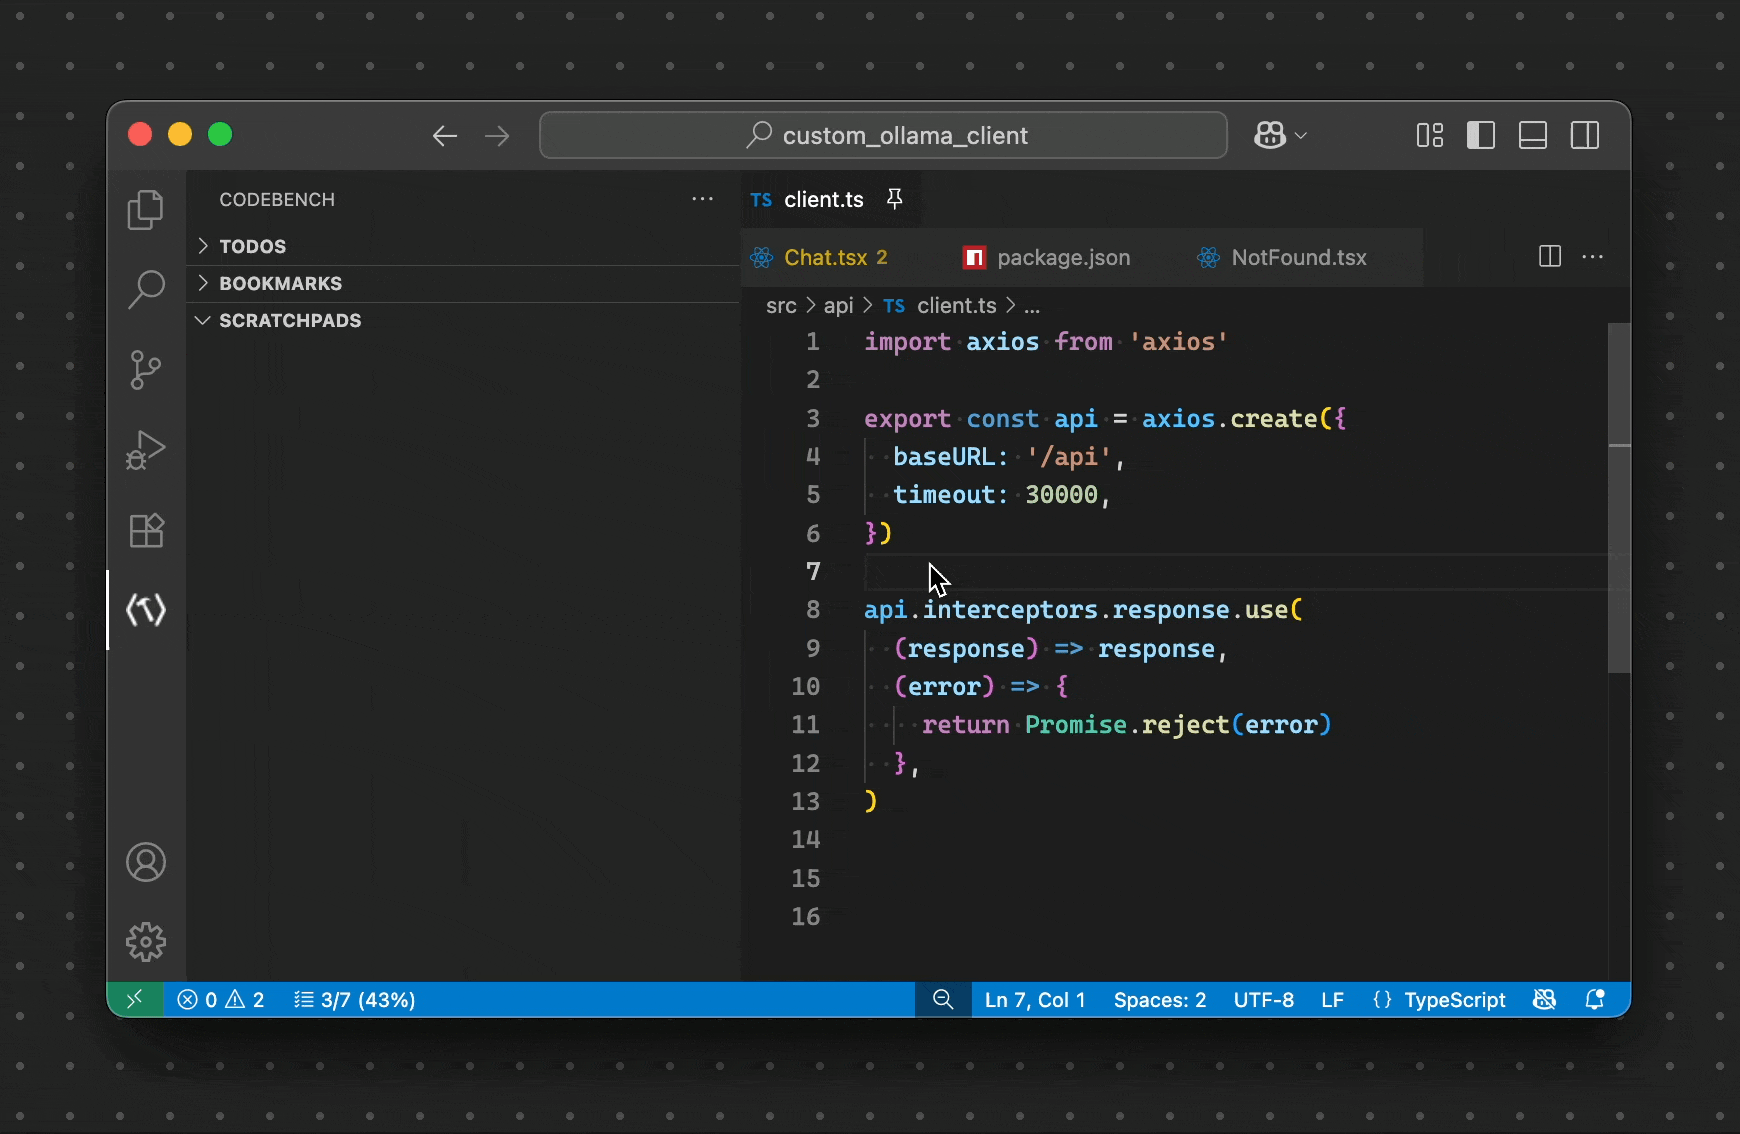 custom_ollama_client
CODEBENCH
TODOS
BOOKMARKS
SCRATCHPADS
TS client.ts
Chat.tsx 2
package.json
NotFound.tsx
src > api > TS client.ts > ...
1 import axios from 'axios'
2
3 export const api = axios.create({
4 baseURL: '/api',
5 timeout: 30000,
6 })
7
8 api.interceptors.response.use(
9 (response) => response,
10 (error) => {
11 return Promise.reject(error)
12 },
13 )
14
15
16
0 2 3/7 (43%) Ln 7, Col 1 Spaces: 2 UTF-8 LF {} TypeScript